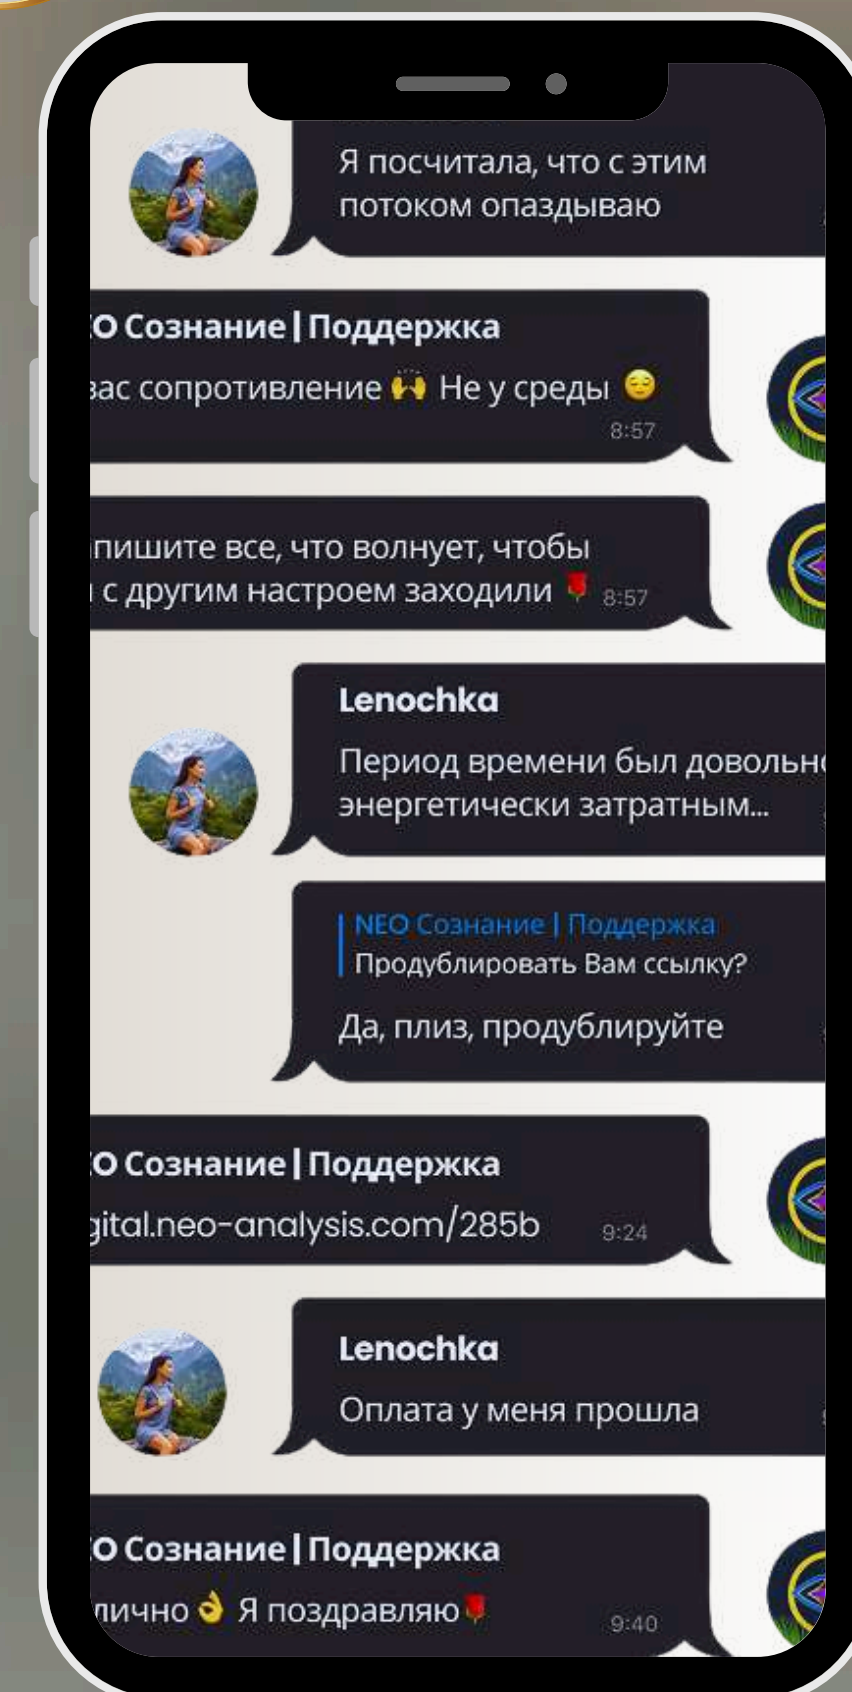 Я посчитала, что с этим
потоком опаздываю
О Сознание | Поддержка
вас сопротивление 🙌 Не у среды 😔
8:57
пишите все, что волнует, чтобы
с другим настроем заходили 🌹 8:57
Lenochka
Период времени был довольно
энергетически затратным...
NEO Сознание | Поддержка
Продублировать Вам ссылку?
Да, плиз, продублируйте
О Сознание | Поддержка
gital.neo-analysis.com/285b 9:24
Lenochka
Оплата у меня прошла
О Сознание | Поддержка
лично 👌 Я поздравляю🌹 9:40